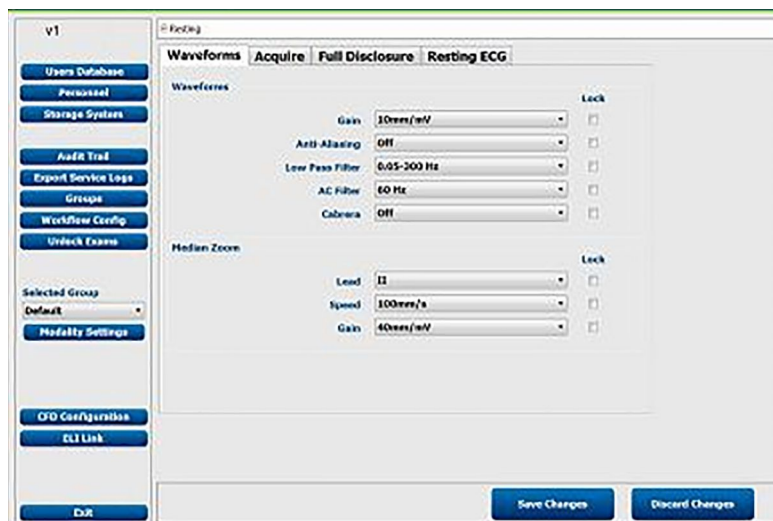 v1
Users Database
Personnel
Storage System
Audit Trail
Export Service Logs
Groups
Workflow Config
Unlock Exams
Selected Group
Default
Modality Settings
CFD Configuration
ELI Link
Exit
Resting
Waveforms Acquire Full Disclosure Resting ECG
Waveforms
Lock
Gain 10mm/mV
Anti-Aliasing Off
Low Pass Filter 0.05-300 Hz
AC Filter 60 Hz
Cabrera Off
Median Zoom
Lock
Lead II
Speed 100mm/s
Gain 40mm/mV
Save Changes Discard Changes